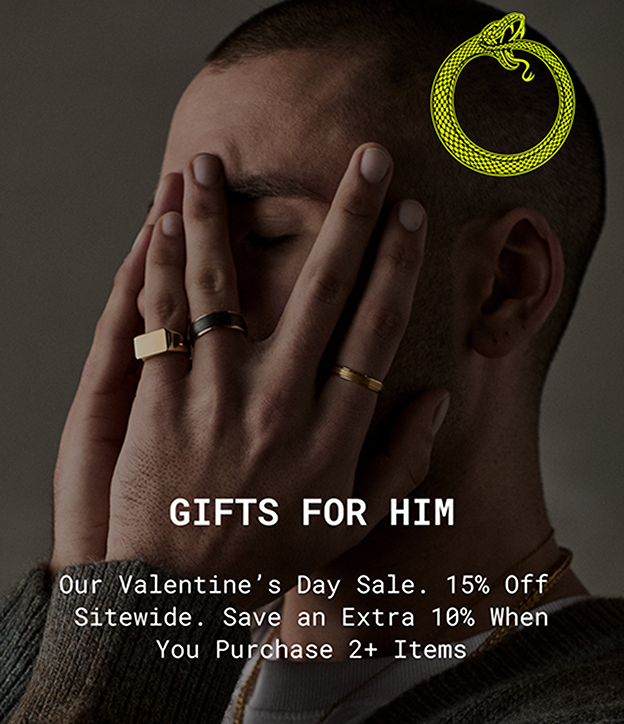 GIFTS FOR HIM
Our Valentine’s Day Sale. 15% Off
Sitewide. Save an Extra 10% When
You Purchase 2+ Items